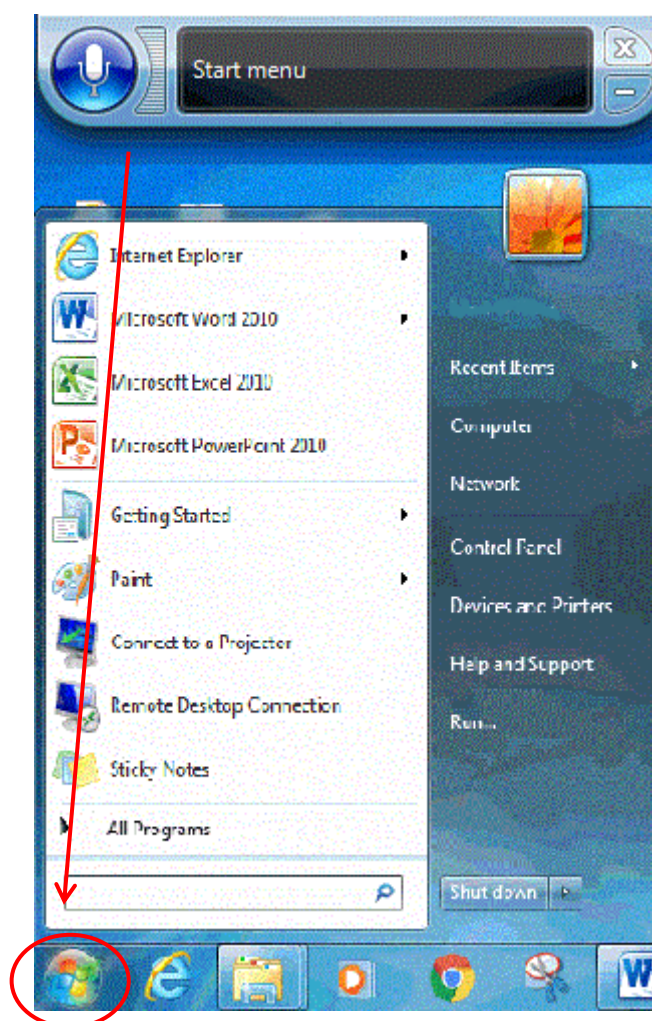 Start menu
Internet Explorer
Microsoft Word 2010
Microsoft Excel 2010
Microsoft PowerPoint 2010
Getting Started
Paint
Connect to a Projector
Remote Desktop Connection
Sticky Notes
All Programs
Recent Items
Computer
Network
Control Panel
Devices and Printers
Help and Support
Run...
Shut down